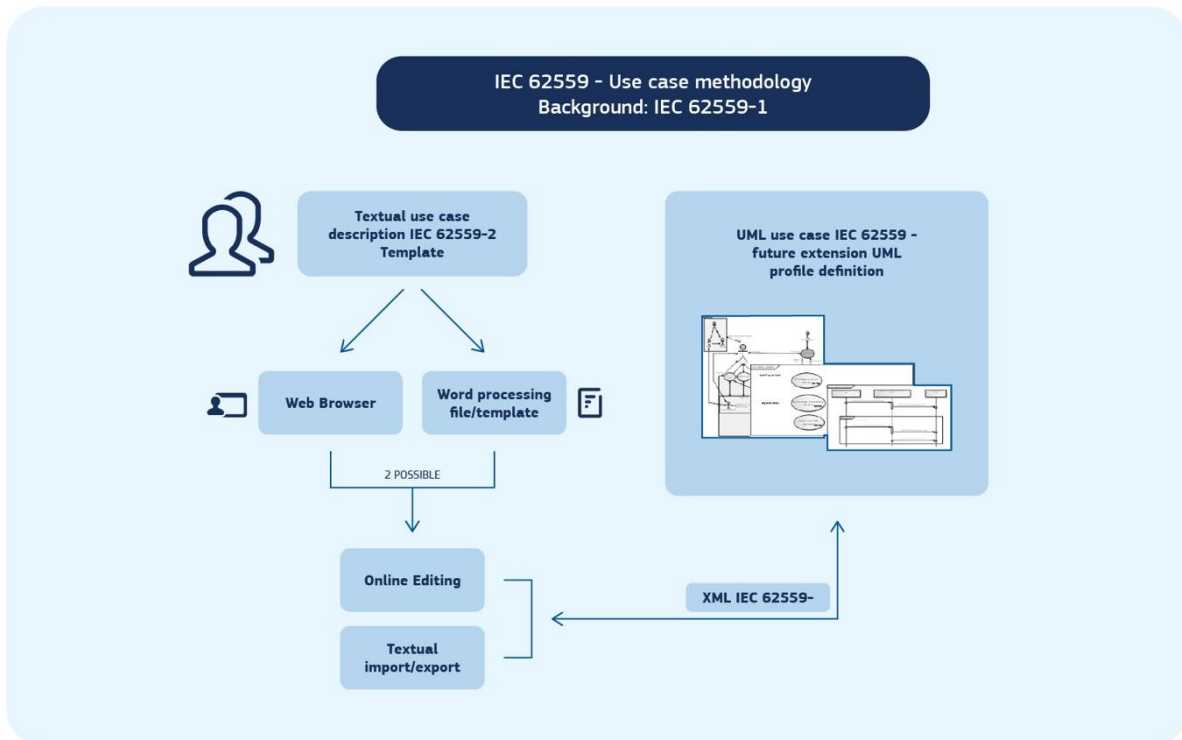 IEC 62559 - Use case methodology
Background: IEC 62559-1
Textual use case
description IEC 62559-2
Template
UML use case IEC 62559 -
future extension UML
profile definition
Web Browser
Word processing
file/template
2 POSSIBLE
Online Editing
XML IEC 62559-
Textual
import/export